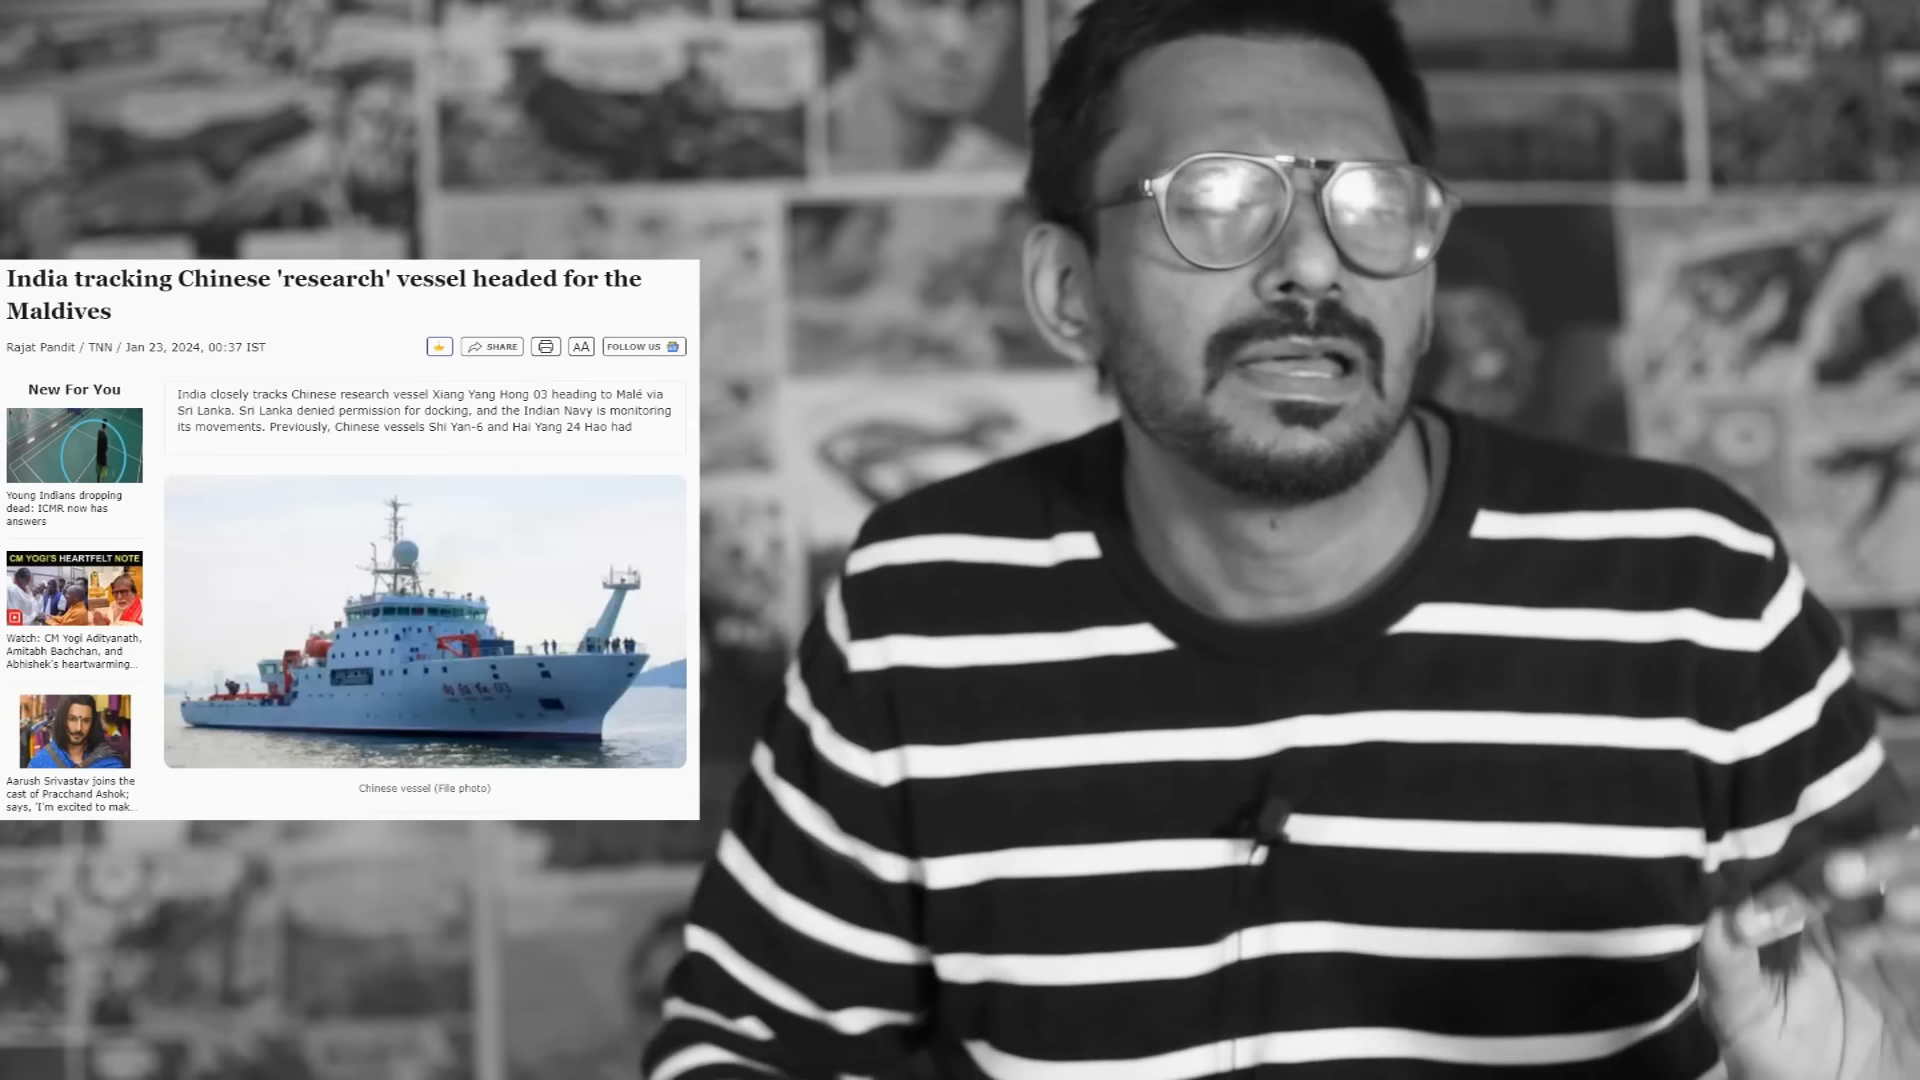 India tracking Chinese 'research' vessel headed for the
Maldives
Rajat Pandit / TNN / Jan 23, 2024, 00:37 IST
SHARE
AA
FOLLOW US
New For You
Young Indians dropping
dead: ICMR now has
answers
CM YOGI'S HEARTFELT NOTE
Watch: CM Yogi Adityanath,
Amitabh Bachchan, and
Abhishek's heartwarming...
Aarush Srivastav joins the
cast of Pracchand Ashok;
says, 'I'm excited to mak...
India closely tracks Chinese research vessel Xiang Yang Hong 03 heading to Malé via
Sri Lanka. Sri Lanka denied permission for docking, and the Indian Navy is monitoring
its movements. Previously, Chinese vessels Shi Yan-6 and Hai Yang 24 Hao had
向阳红 03
Chinese vessel (File photo)